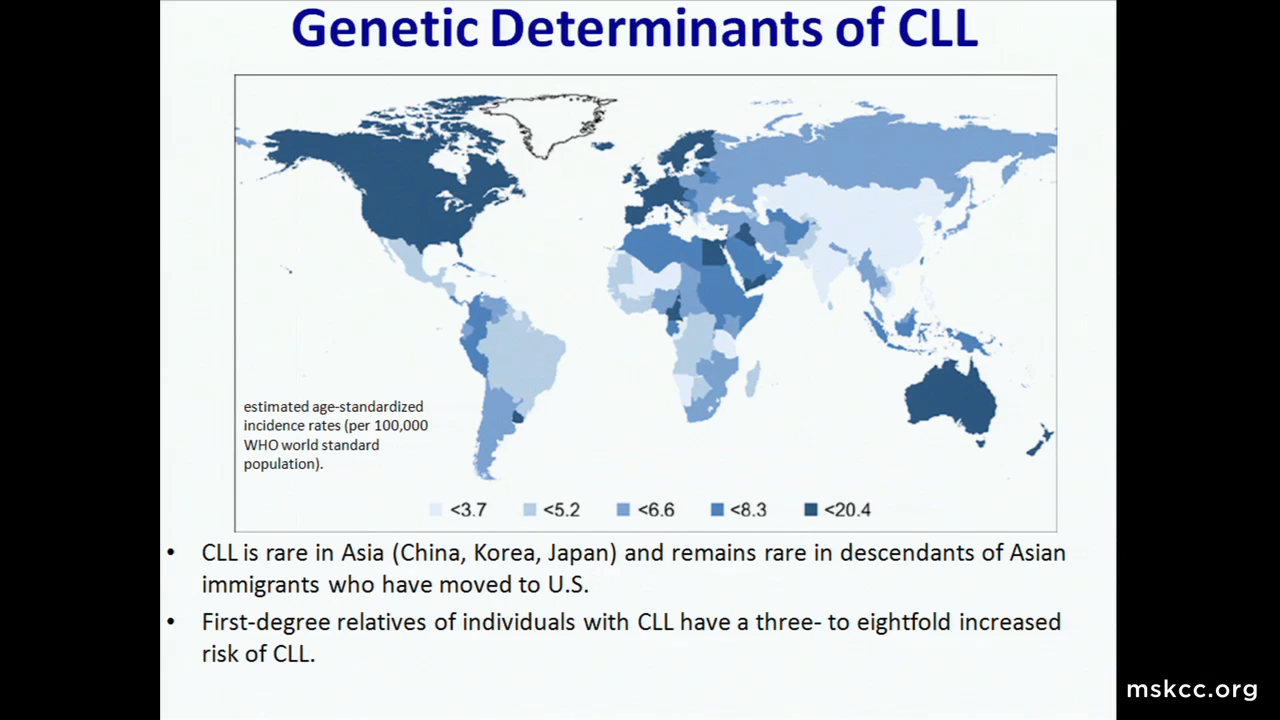 Genetic Determinants of CLL
estimated age-standardized
incidence rates (per 100,000
WHO world standard
population).
<3.7 <5.2 <6.6 <8.3 <20.4
• CLL is rare in Asia (China, Korea, Japan) and remains rare in descendants of Asian
immigrants who have moved to U.S.
• First-degree relatives of individuals with CLL have a three- to eightfold increased
risk of CLL.
mskcc.org